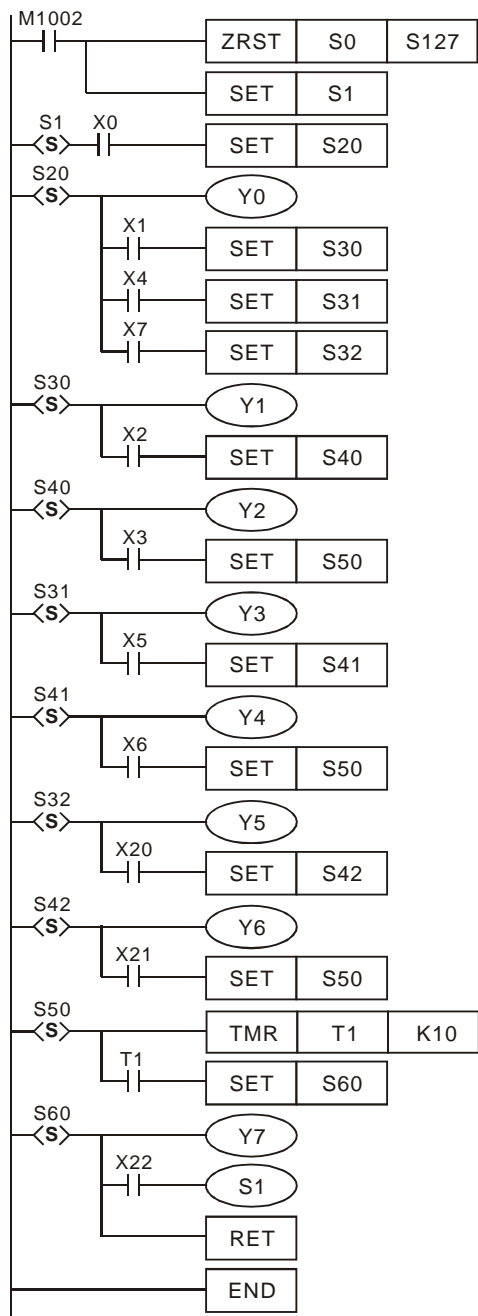 M1002
ZRST S0 S127
SET S1
S1 X0
S SET S20
S20
S Y0
X1
SET S30
X4
SET S31
X7
SET S32
S30
S Y1
X2
SET S40
S40
S Y2
X3
SET S50
S31
S Y3
X5
SET S41
S41
S Y4
X6
SET S50
S32
S Y5
X20
SET S42
S42
S Y6
X21
SET S50
S50
S TMR T1 K10
T1
SET S60
S60
S Y7
X22
S1
RET
END